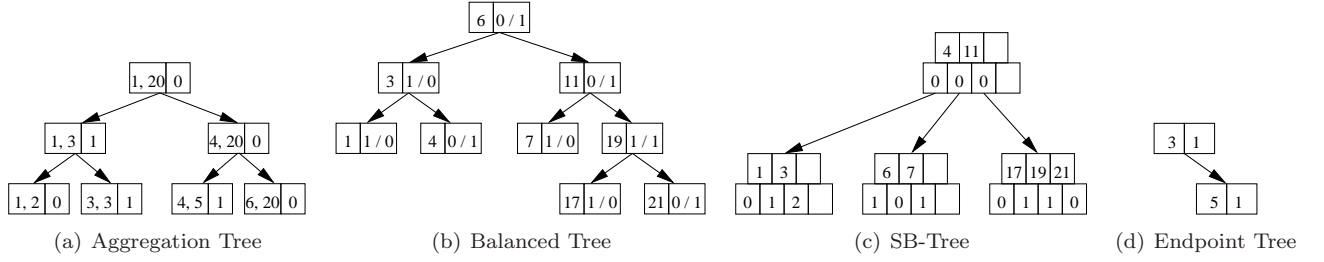 6 0 / 1
4 11
1, 20 0
3 1 / 0
11 0 / 1
0 0 0
1, 3 1
4, 20 0
1 1 / 0
4 0 / 1
7 1 / 0
19 1 / 1
3 1
1 3
6 7
17 19 21
1, 2 0
3, 3 1
4, 5 1
6, 20 0
17 1 / 0
21 0 / 1
0 1 2
1 0 1
0 1 1 0
5 1
(a) Aggregation Tree
(b) Balanced Tree
(c) SB-Tree
(d) Endpoint Tree